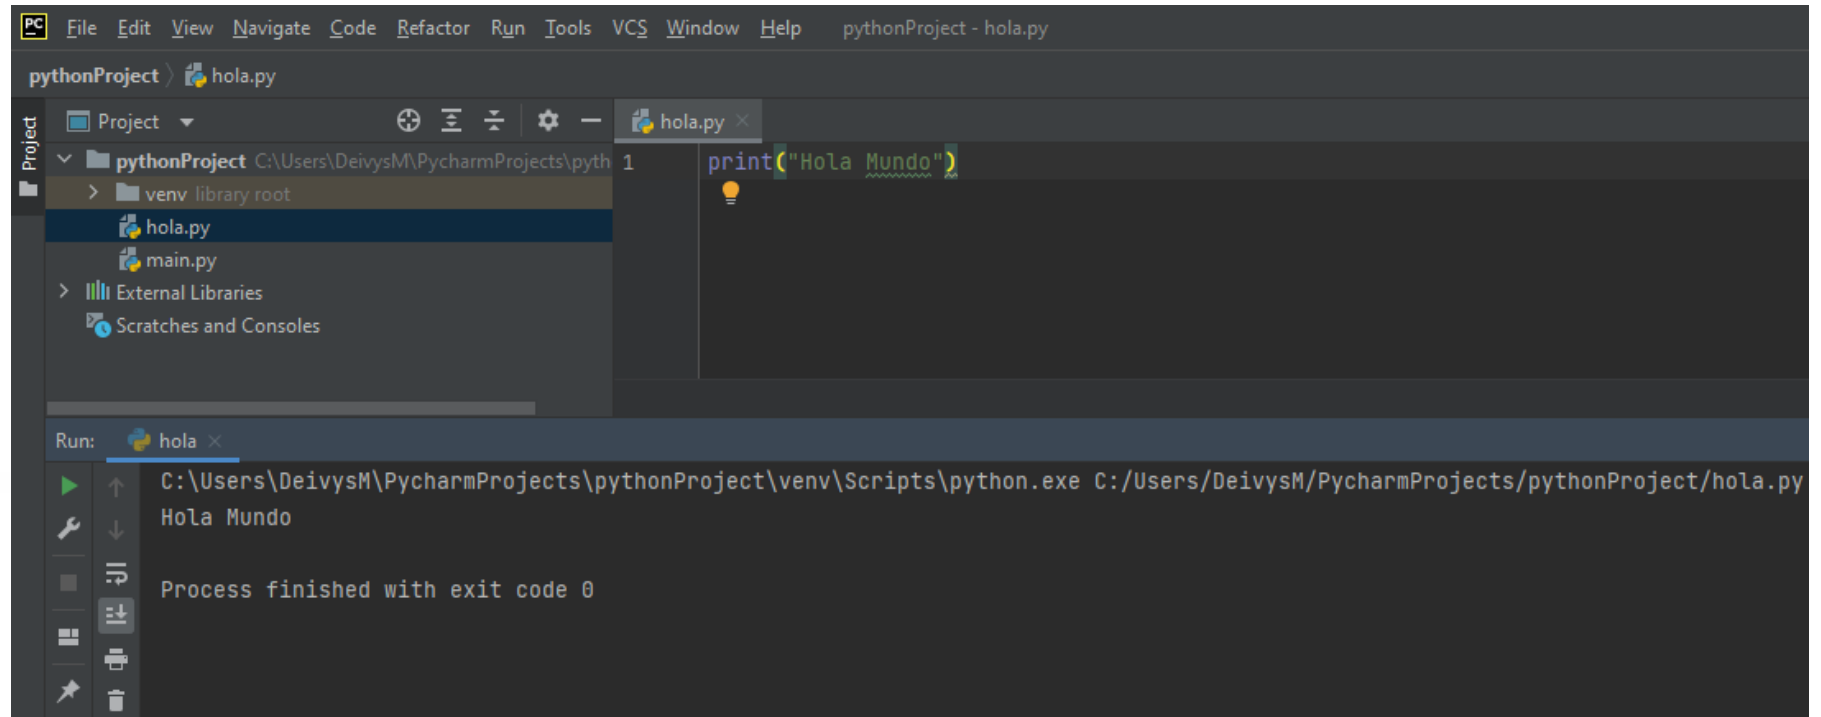 PC File Edit View Navigate Code Refactor Run Tools VCS Window Help pythonProject - hola.py
pythonProject hola.py
Project
Project
hola.py
pythonProject C:\Users\DeivysM\PycharmProjects\pyth
1 print("Hola Mundo")
venv library root
hola.py
main.py
External Libraries
Scratches and Consoles
Run: hola
C:\Users\DeivysM\PycharmProjects\pythonProject\venv\Scripts\python.exe C:/Users/DeivysM/PycharmProjects/pythonProject/hola.py
Hola Mundo
Process finished with exit code 0